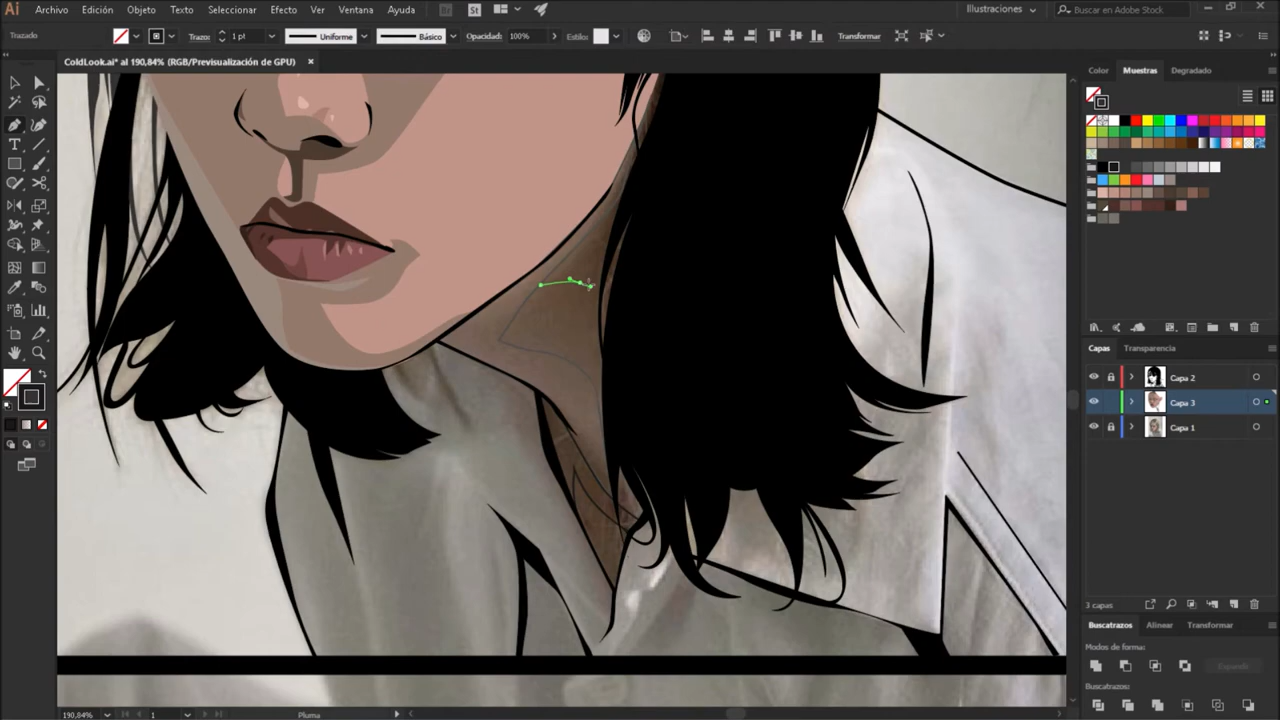 Ai Archivo Edición Objeto Texto Seleccionar Efecto Ver Ventana Ayuda Br St Illustraciones Buscar en Adobe Stock
Trazado Trazo: 1 pt Uniforme Básico Opacidad: 100% Estilo: Transformar
ColdLook.ai* al 190,84% (RGB/Previsualización de GPU)
Color Muestras Degradado
Capas Transparencia
Capa 2
Capa 3
Capa 1
3 capas
Buscatrazos Alinear Transformar
Modos de forma:
Expandir
Buscatrazos:
190,84% 1 Pluma